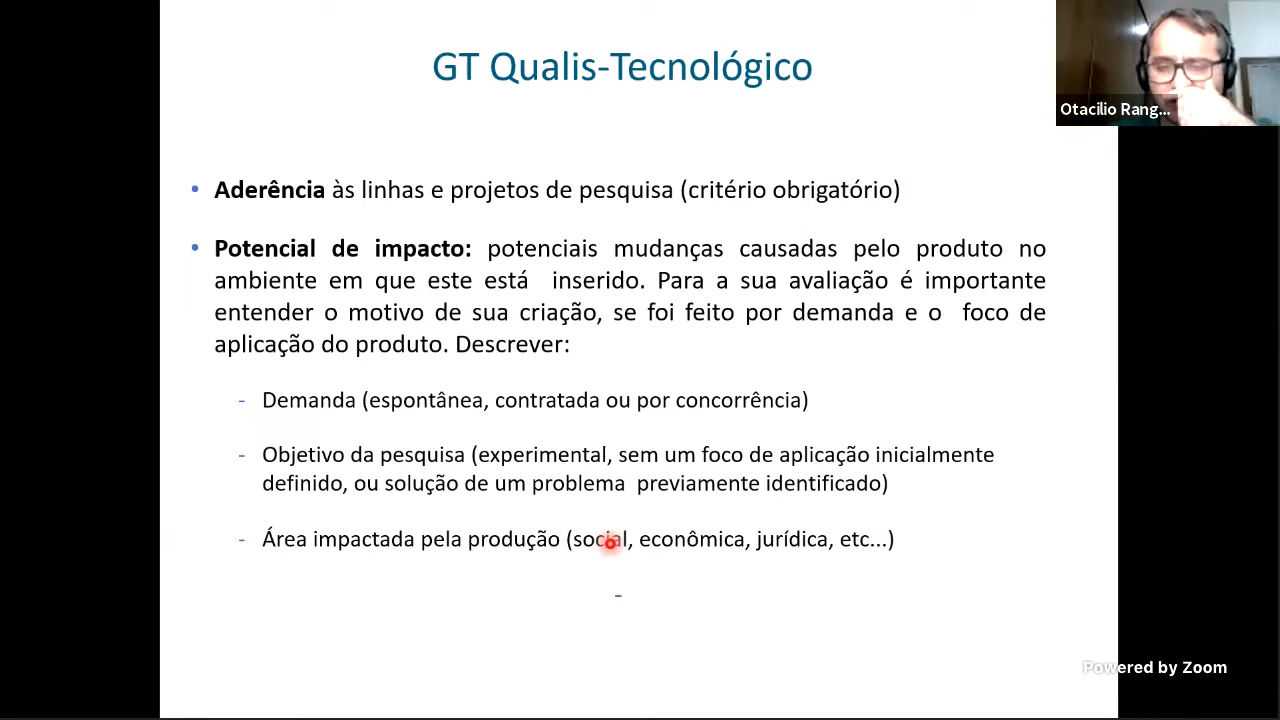 GT Qualis-Tecnológico
Otacilio Rang...
• Aderência às linhas e projetos de pesquisa (critério obrigatório)
• Potencial de impacto: potenciais mudanças causadas pelo produto no
ambiente em que este está inserido. Para a sua avaliação é importante
entender o motivo de sua criação, se foi feito por demanda e o foco de
aplicação do produto. Descrever:
- Demanda (espontânea, contratada ou por concorrência)
- Objetivo da pesquisa (experimental, sem um foco de aplicação inicialmente
definido, ou solução de um problema previamente identificado)
- Área impactada pela produção (social, econômica, jurídica, etc...)
-
Powered by Zoom